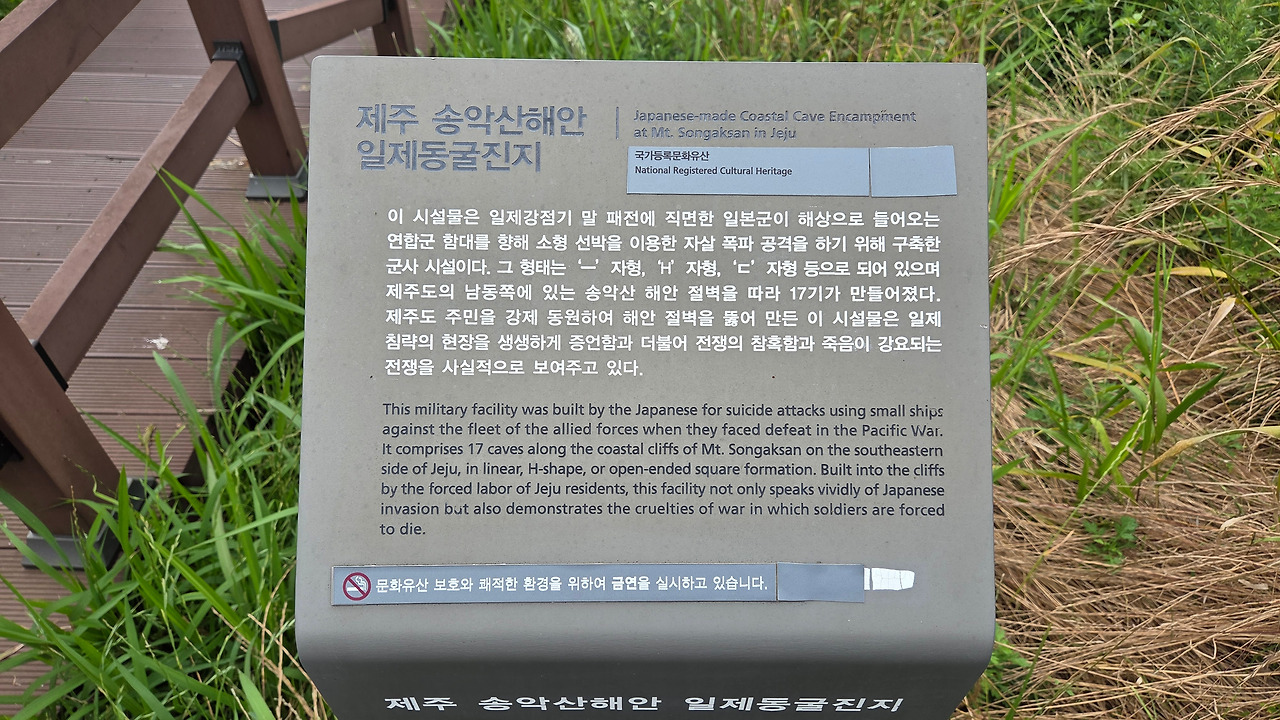 제주 송악산해안
일제동굴진지
Japanese-made Coastal Cave Encampment
at Mt. Songaksan in Jeju
국가등록문화유산
National Registered Cultural Heritage
이 시설물은 일제강점기 말 패전에 직면한 일본군이 해상으로 들어오는
연합군 함대를 향해 소형 선박을 이용한 자살 폭파 공격을 하기 위해 구축한
군사 시설이다. 그 형태는 ‘ㅡ’ 자형, ‘H’ 자형, ‘ㄷ’ 자형 등으로 되어 있으며
제주도의 남동쪽에 있는 송악산 해안 절벽을 따라 17기가 만들어졌다.
제주도 주민을 강제 동원하여 해안 절벽을 뚫어 만든 이 시설물은 일제
침략의 현장을 생생하게 증언함과 더불어 전쟁의 참혹함과 죽음이 강요되는
전쟁을 사실적으로 보여주고 있다.
This military facility was built by the Japanese for suicide attacks using small ships
against the fleet of the allied forces when they faced defeat in the Pacific War.
It comprises 17 caves along the coastal cliffs of Mt. Songaksan on the southeastern
side of Jeju, in linear, H-shape, or open-ended square formation. Built into the cliffs
by the forced labor of Jeju residents, this facility not only speaks vividly of Japanese
invasion but also demonstrates the cruelties of war in which soldiers are forced
to die.
문화유산 보호와 쾌적한 환경을 위하여 금연을 실시하고 있습니다.
제주 송악산해안 일제동굴진지